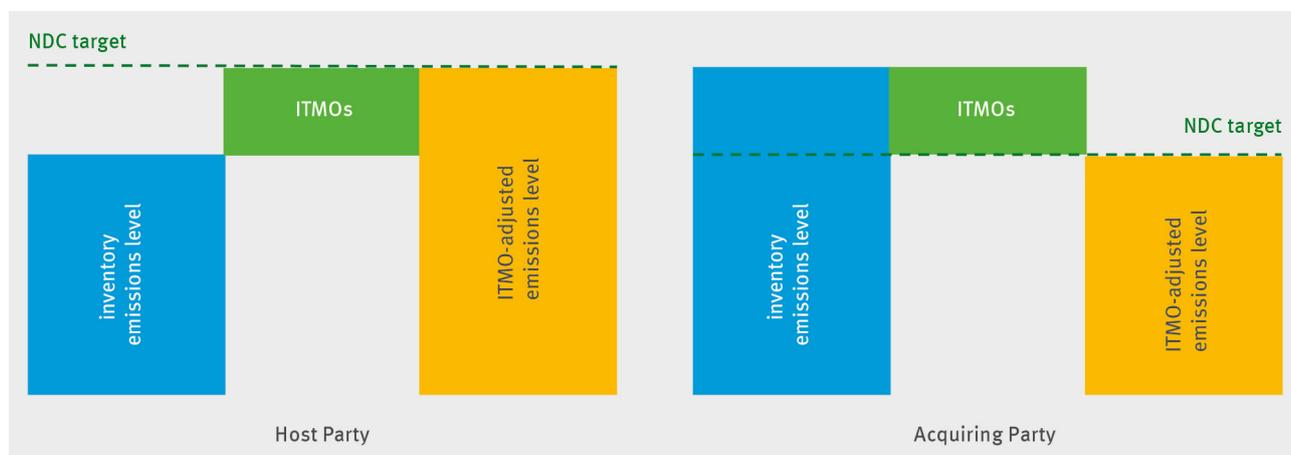 NDC target
ITMOs
inventory
emissions level
ITMO-adjusted
emissions level
Host Party
ITMOs
NDC target
inventory
emissions level
ITMO-adjusted
emissions level
Acquiring Party